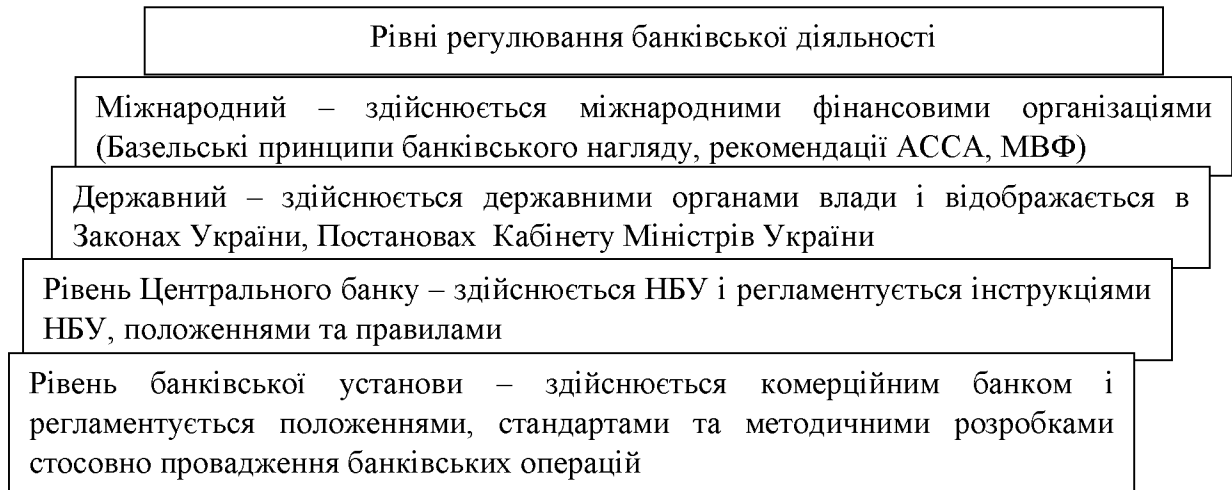 Рівні регулювання банківської діяльності
Міжнародний – здійснюється міжнародними фінансовими організаціями
(Базельські принципи банківського нагляду, рекомендації АССА, МВФ)
Державний – здійснюється державними органами влади і відображається в
Законах України, Постановах Кабінету Міністрів України
Рівень Центрального банку – здійснюється НБУ і регламентується інструкціями
НБУ, положеннями та правилами
Рівень банківської установи – здійснюється комерційним банком і
регламентується положеннями, стандартами та методичними розробками
стосовно провадження банківських операцій